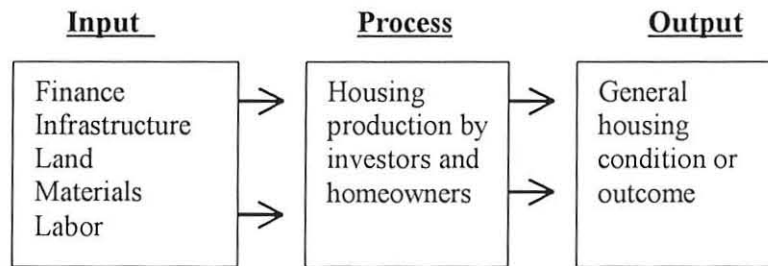 Input
Process
Output
Finance
Infrastructure
Land
Materials
Labor
Housing
production by
investors and
homeowners
General
housing
condition or
outcome